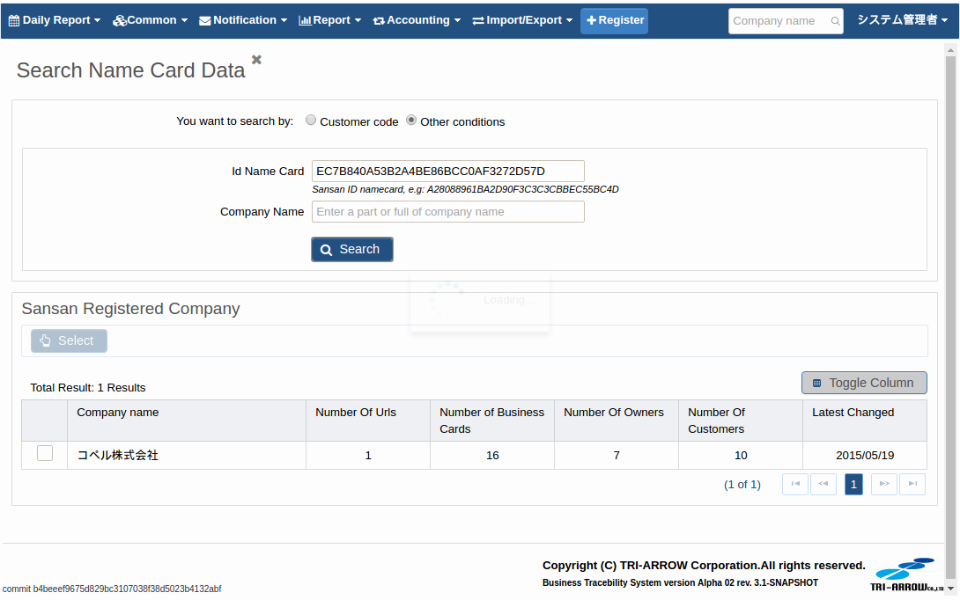 Daily Report Common Notification Report Accounting Import/Export Register Company name システム管理者
Search Name Card Data
You want to search by: Customer code Other conditions
Id Name Card EC7B840A53B2A4BE86BCC0AF3272D57D
Sansan ID namecard, e.g: A28088961BA2D90F3C3C3CBBEC55BC4D
Company Name Enter a part or full of company name
Search
Loading...
Sansan Registered Company
Select
Total Result: 1 Results
Toggle Column
Company name Number Of Urls Number of Business Cards Number Of Owners Number Of Customers Latest Changed
コペル株式会社 1 16 7 10 2015/05/19
(1 of 1) 1
Copyright (C) TRI-ARROW Corporation.All rights reserved.
Business Tracebility System version Alpha 02 rev. 3.1-SNAPSHOT
TRI-ARROW Co.,Ltd
commit b4beeef9675d829bc3107038f38d5023b4132abf